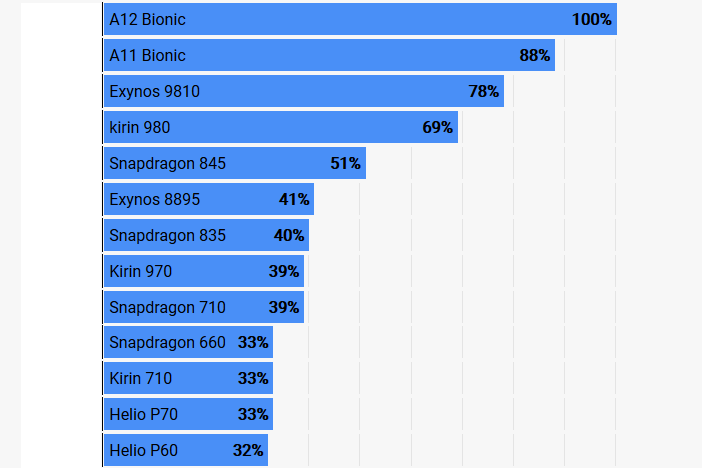 A12 Bionic 100%
A11 Bionic 88%
Exynos 9810 78%
kirin 980 69%
Snapdragon 845 51%
Exynos 8895 41%
Snapdragon 835 40%
Kirin 970 39%
Snapdragon 710 39%
Snapdragon 660 33%
Kirin 710 33%
Helio P70 33%
Helio P60 32%